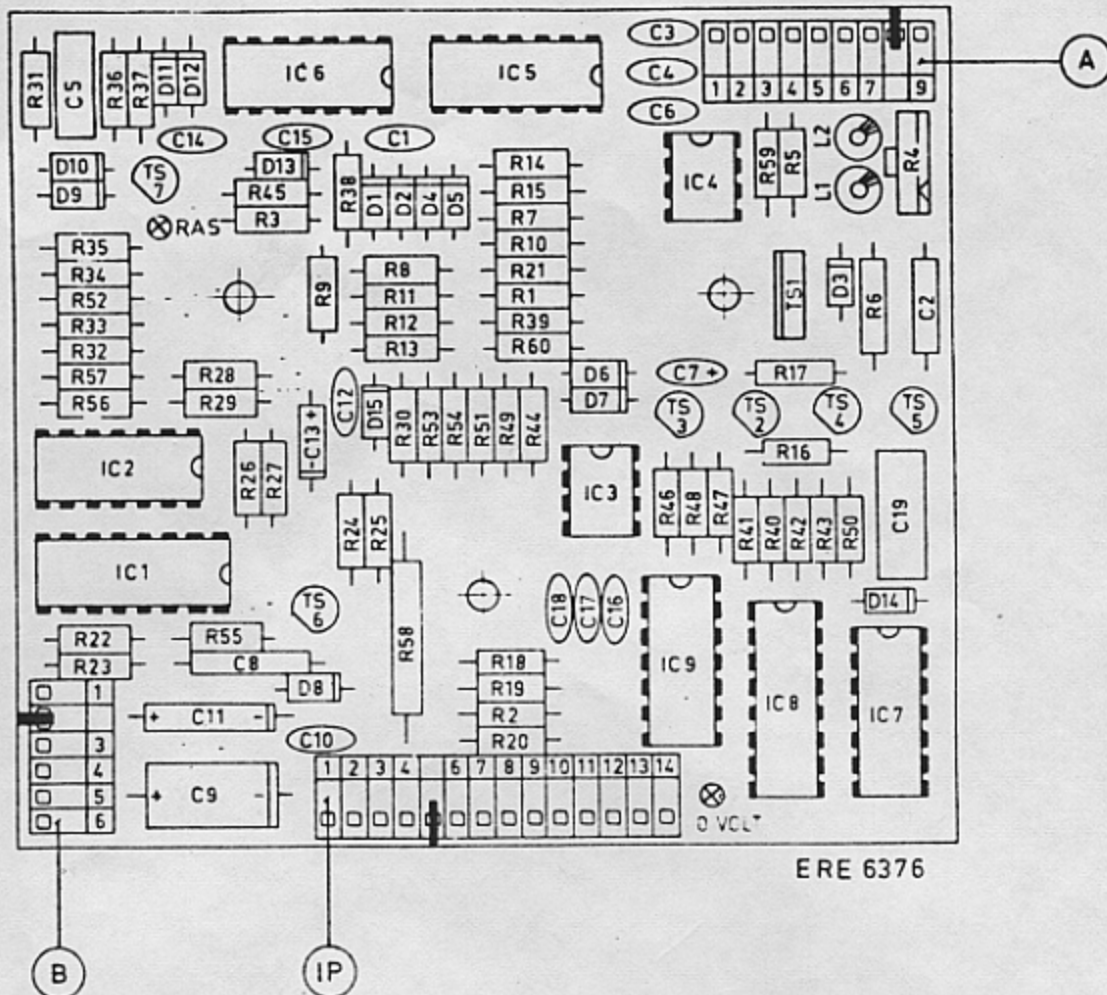 R31
C5
R36
R37
D11
D12
IC6
IC5
C3
C4
C6
1 2 3 4 5 6 7 9
A
C14
C15
C1
D10
D9
TS 7
D13
R45
R3
R38
D1
D2
D4
D5
R14
R15
R7
R10
R21
R1
R39
R60
IC4
R59
R5
L2
L1
R4
RAS
R35
R34
R52
R33
R32
R57
R56
R9
R8
R11
R12
R13
TS1
D3
R6
C2
R28
R29
C13 + -
C12
D15
R30
R53
R54
R51
R49
R44
D6
D7
C7 +
R17
TS 3
TS 2
TS 4
TS 5
R16
IC2
R26
R27
IC3
R46
R48
R47
R41
R40
R42
R43
R50
C19
R24
R25
IC1
TS 6
R58
C18
C17
C16
D14
R22
R23
R55
C8
D8
R18
R19
R2
R20
IC9
IC8
IC7
1
3
4
5
6
+ C11 -
+ C9 -
C10
1 2 3 4 6 7 8 9 10 11 12 13 14
0 VOLT
ERE 6376
B
IP